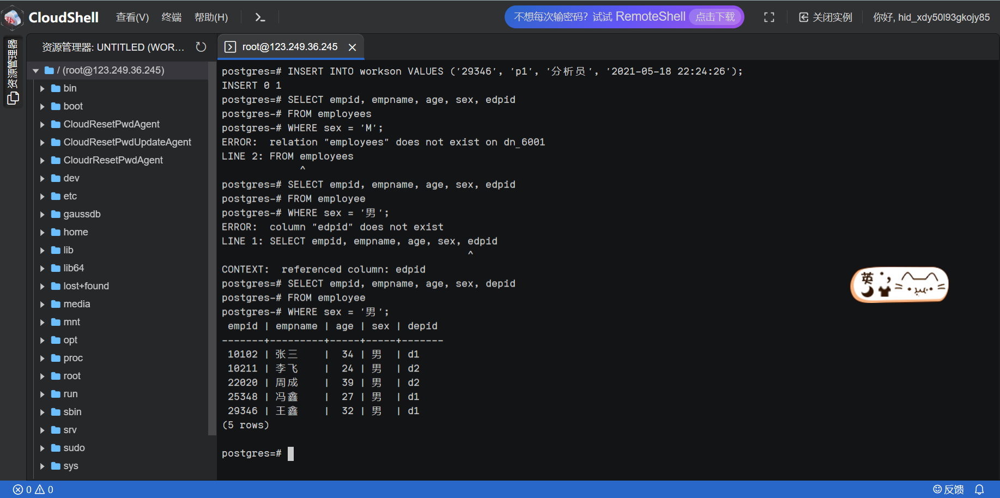 CloudShell 查看(V) 终端 帮助(H) 不想每次输密码？试试 RemoteShell 点击下载 关闭实例 你好, hid_xdy50l93gkojy85
资源管理器
资源管理器: UNTITLED (WOR...
/ (root@123.249.36.245)
bin
boot
CloudResetPwdAgent
CloudResetPwdUpdateAgent
CloudrResetPwdAgent
dev
etc
gaussdb
home
lib
lib64
lost+found
media
mnt
opt
proc
root
run
sbin
srv
sudo
sys
root@123.249.36.245
postgres=# INSERT INTO workson VALUES ('29346', 'p1', '分析员', '2021-05-18 22:24:26');
INSERT 0 1
postgres=# SELECT empid, empname, age, sex, edpid
postgres-# FROM employees
postgres-# WHERE sex = 'M';
ERROR:  relation "employees" does not exist on dn_6001
LINE 2: FROM employees
             ^
postgres=# SELECT empid, empname, age, sex, edpid
postgres-# FROM employee
postgres-# WHERE sex = '男';
ERROR:  column "edpid" does not exist
LINE 1: SELECT empid, empname, age, sex, edpid
                                         ^
CONTEXT:  referenced column: edpid
postgres=# SELECT empid, empname, age, sex, depid
postgres-# FROM employee
postgres-# WHERE sex = '男';
 empid | empname | age | sex | depid
-------+---------+-----+-----+-------
 10102 | 张三    |  34 | 男  | d1
 10211 | 李飞    |  24 | 男  | d2
 22020 | 周成    |  39 | 男  | d2
 25348 | 冯鑫    |  27 | 男  | d1
 29346 | 王鑫    |  32 | 男  | d1
(5 rows)
postgres=#
英 ·,
0 0 反馈